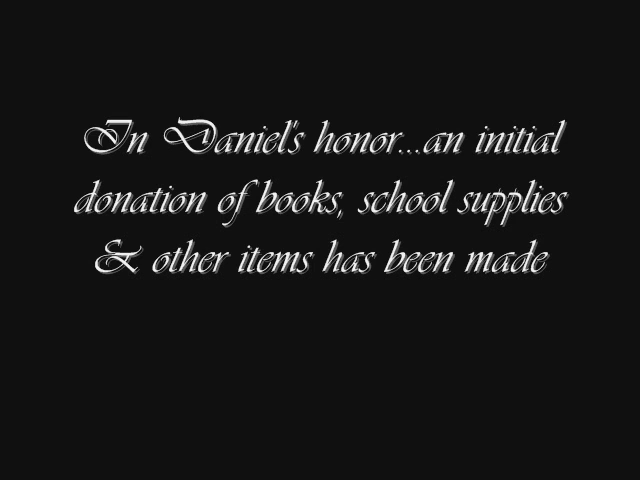 In Daniel's honor...an initial
donation of books, school supplies
& other items has been made